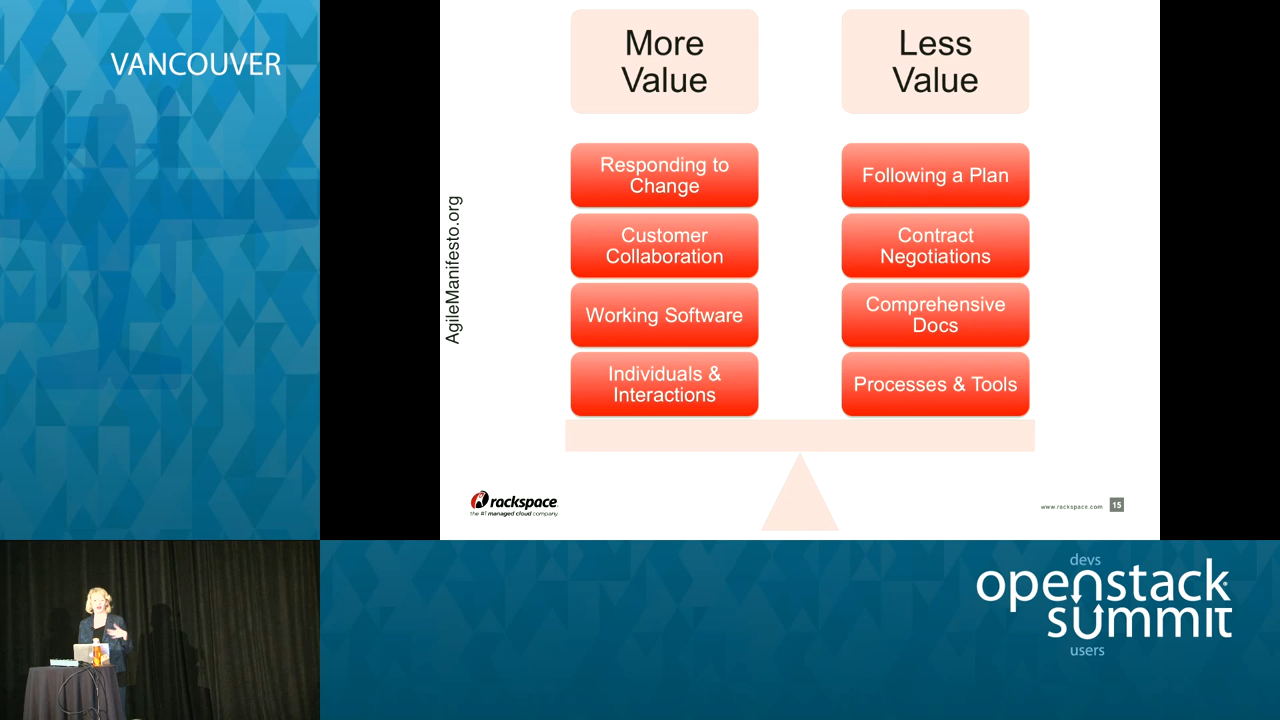 VANCOUVER
More
Value
Less
Value
Responding to
Change
Following a Plan
Customer
Collaboration
Contract
Negotiations
Working Software
Comprehensive
Docs
Individuals &
Interactions
Processes & Tools
AgileManifesto.org
rackspace
the #1 managed cloud company
www.rackspace.com 15
devs
openstack
summit
users